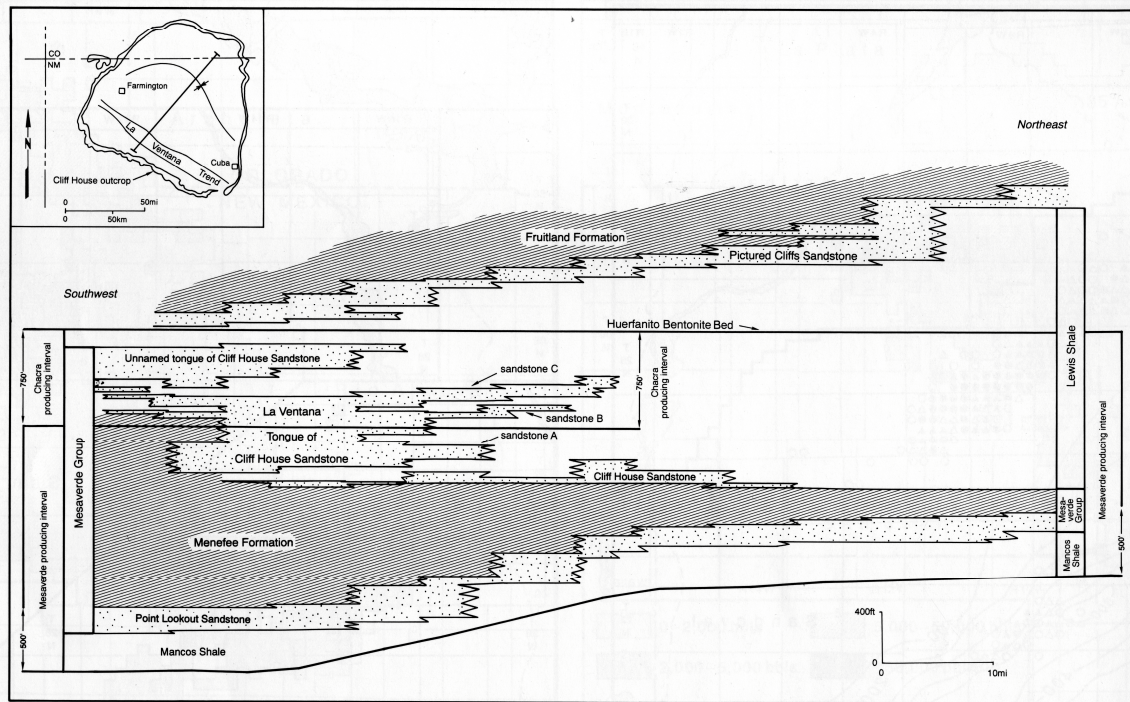 CO
NM
Farmington
N
La
Ventana
Trend
Cuba
Cliff House outcrop
0 50mi
0 50km
Northeast
Southwest
Fruitland Formation
Pictured Cliffs Sandstone
Huerfanito Bentonite Bed
Unnamed tongue of Cliff House Sandstone
sandstone C
La Ventana
sandstone B
Tongue of
Cliff House Sandstone
sandstone A
Cliff House Sandstone
Menefee Formation
Point Lookout Sandstone
Mancos Shale
750'
Chacra
producing interval
Mesaverde Group
Mesaverde producing interval
500'
750'
Chacra
producing interval
Lewis Shale
Mesa-
verde
Group
Mancos
Shale
Mesaverde producing interval
500'
400ft
0
10mi